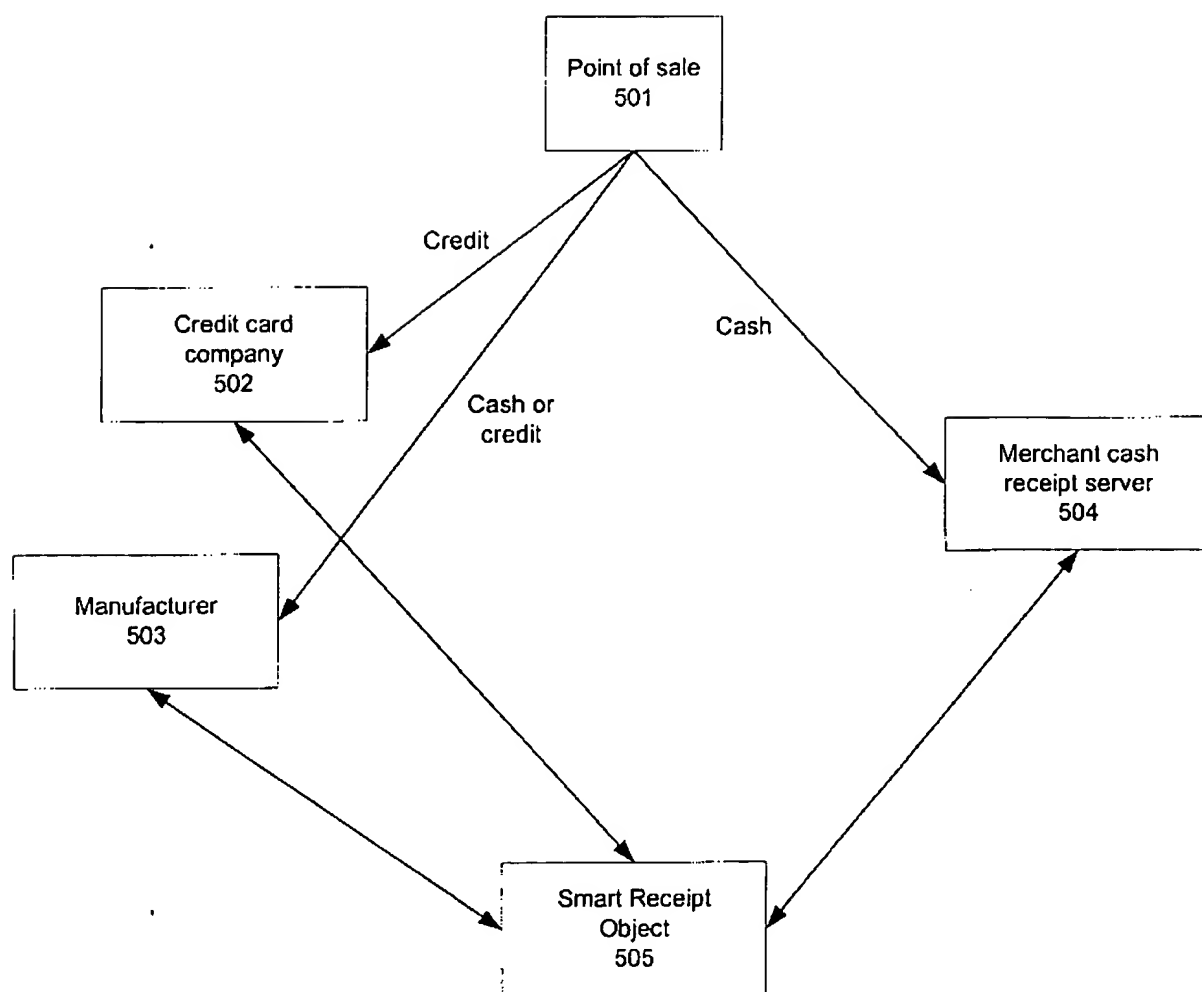 Point of sale
501
Credit
Credit card
company
502
Cash
Cash or
credit
Merchant cash
receipt server
504
Manufacturer
503
Smart Receipt
Object
505